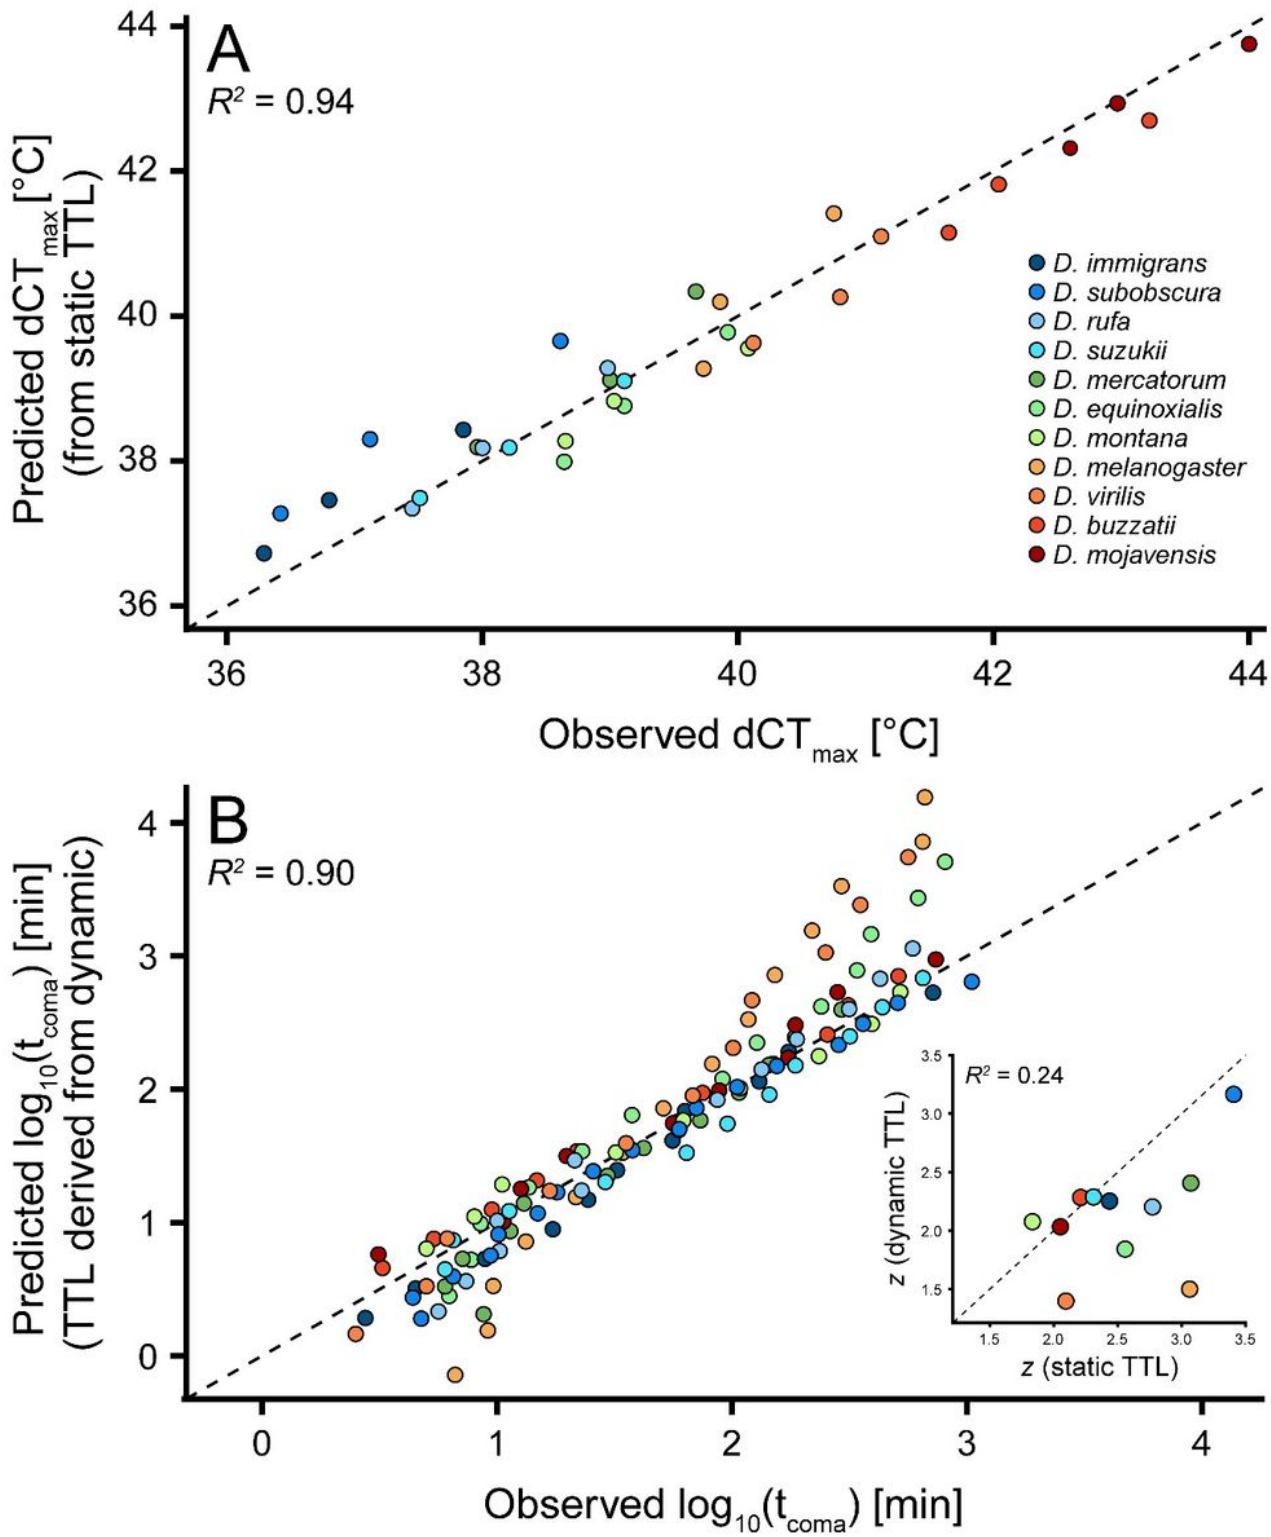 A
R² = 0.94
Predicted dCTmax [°C]
(from static TTL)
44
42
40
38
36
D. immigrans
D. subobscura
D. rufa
D. suzukii
D. mercatorum
D. equinoxialis
D. montana
D. melanogaster
D. virilis
D. buzzatii
D. mojavensis
36 38 40 42 44
Observed dCTmax [°C]
B
R² = 0.90
Predicted log10(tcoma) [min]
(TTL derived from dynamic)
4
3
2
1
0
R² = 0.24
z (dynamic TTL)
3.5
3.0
2.5
2.0
1.5
1.5 2.0 2.5 3.0 3.5
z (static TTL)
0 1 2 3 4
Observed log10(tcoma) [min]